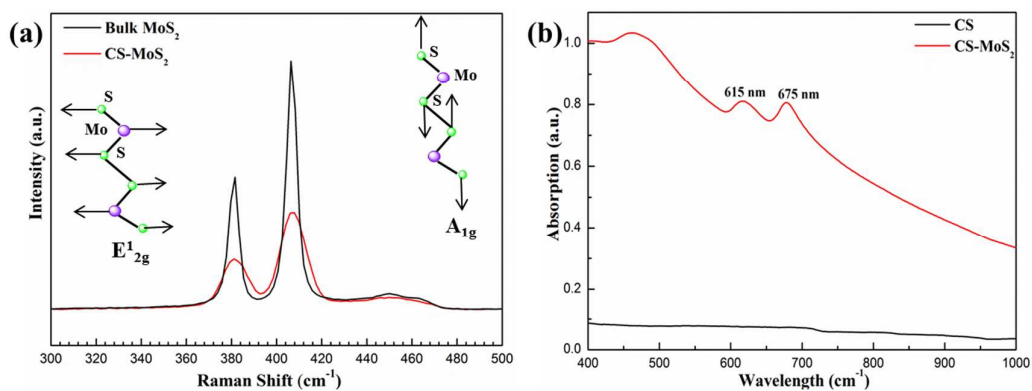 (a)
Bulk MoS₂
CS-MoS₂
S
Mo
S
E¹₂g
S
Mo
S
A₁g
Intensity (a.u.)
300 320 340 360 380 400 420 440 460 480 500
Raman Shift (cm⁻¹)
(b)
CS
CS-MoS₂
615 nm
675 nm
Absorption (a.u.)
1.0
0.8
0.6
0.4
0.2
0.0
400 500 600 700 800 900 1000
Wavelength (cm⁻¹)